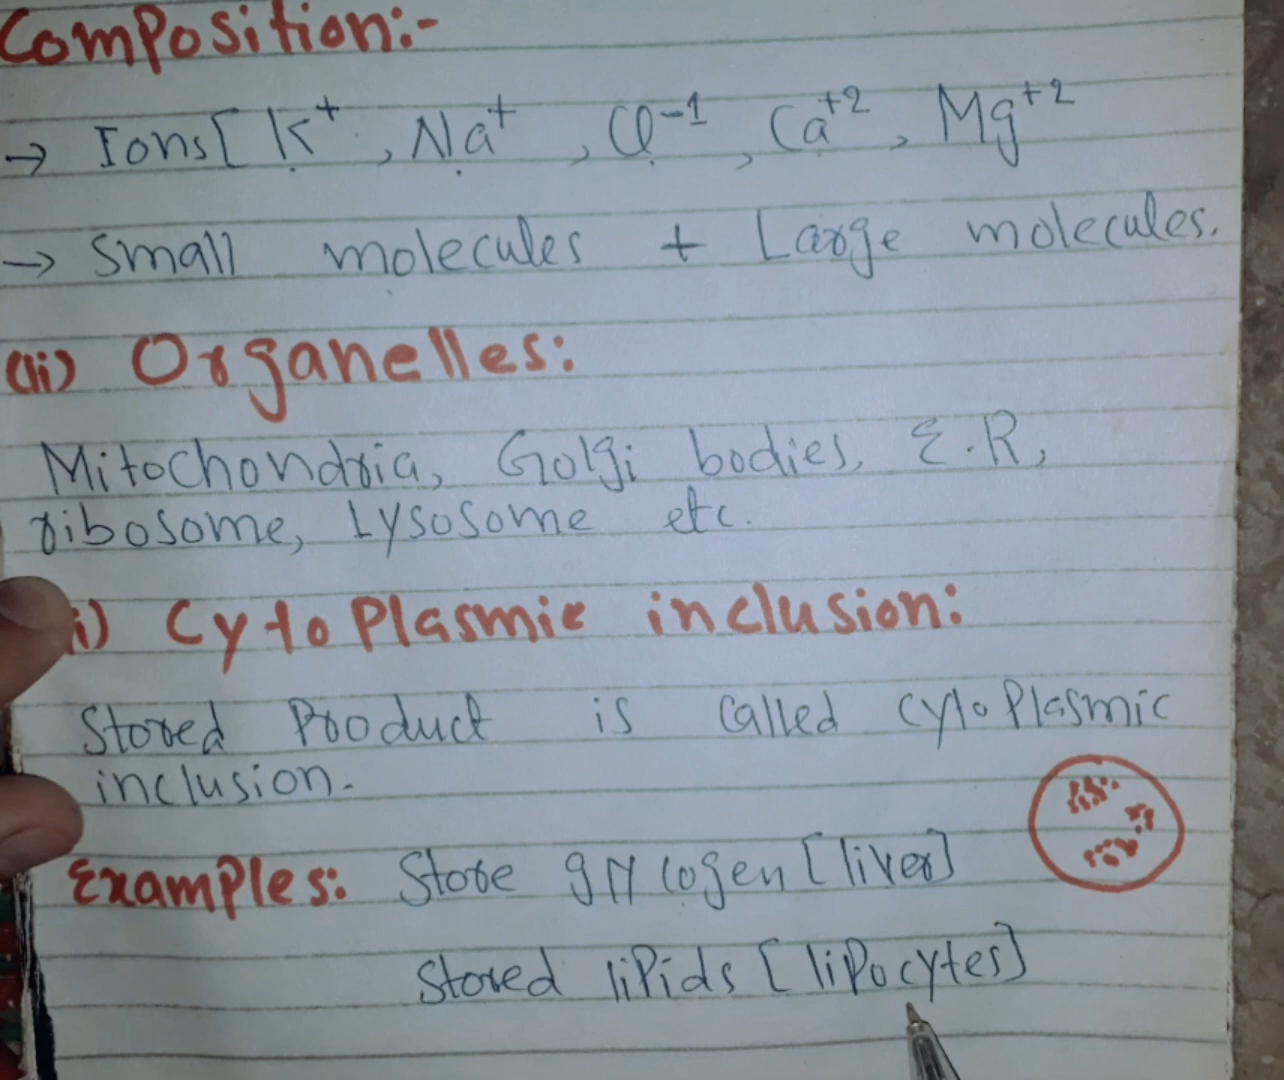 Composition:-
→ Ions[ K⁺, Na⁺, Cl⁻¹, Ca⁺², Mg⁺²
→ Small molecules + Large molecules.
(ii) Organelles:
Mitochondria, Golgi bodies, E.R,
ribosome, Lysosome etc.
i) Cytoplasmic inclusion:
Stored Product is called cytoplasmic
inclusion.
Examples: Store glycogen [liver]
Stored lipids [lipocytes]